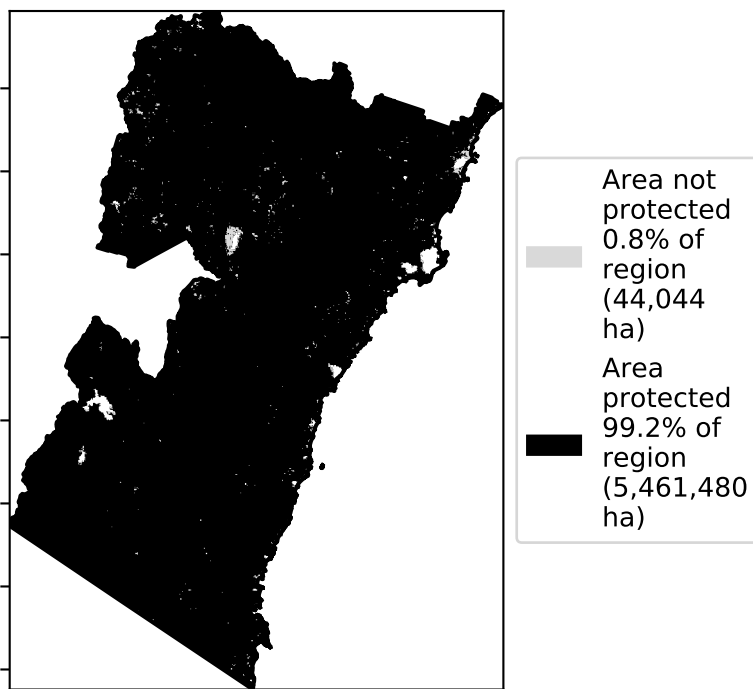 Area not
protected
0.8% of
region
(44,044
ha)
Area
protected
99.2% of
region
(5,461,480
ha)